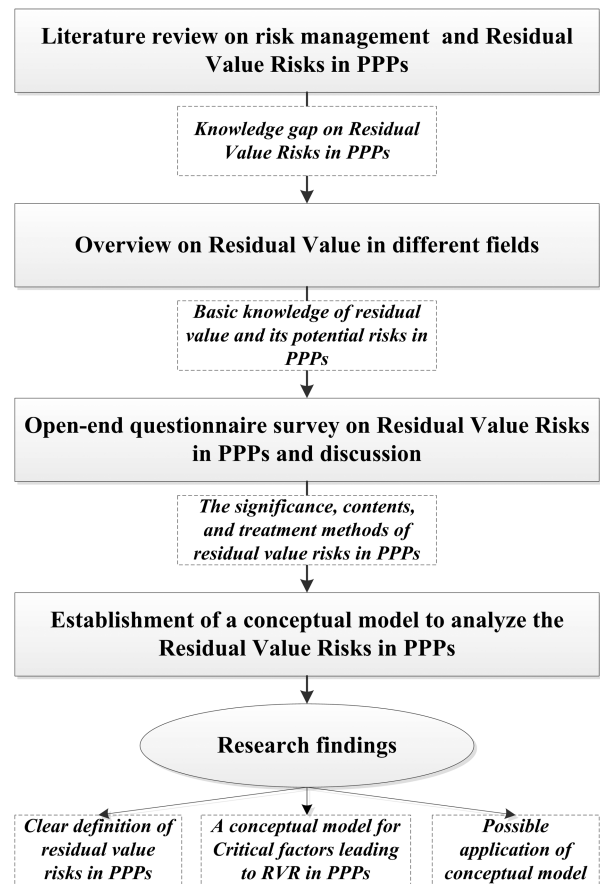 Literature review on risk management and Residual
Value Risks in PPPs
Knowledge gap on Residual
Value Risks in PPPs
Overview on Residual Value in different fields
Basic knowledge of residual
value and its potential risks in
PPPs
Open-end questionnaire survey on Residual Value Risks
in PPPs and discussion
The significance, contents,
and treatment methods of
residual value risks in PPPs
Establishment of a conceptual model to analyze the
Residual Value Risks in PPPs
Research findings
Clear definition of
residual value
risks in PPPs
A conceptual model for
Critical factors leading
to RVR in PPPs
Possible
application of
conceptual model